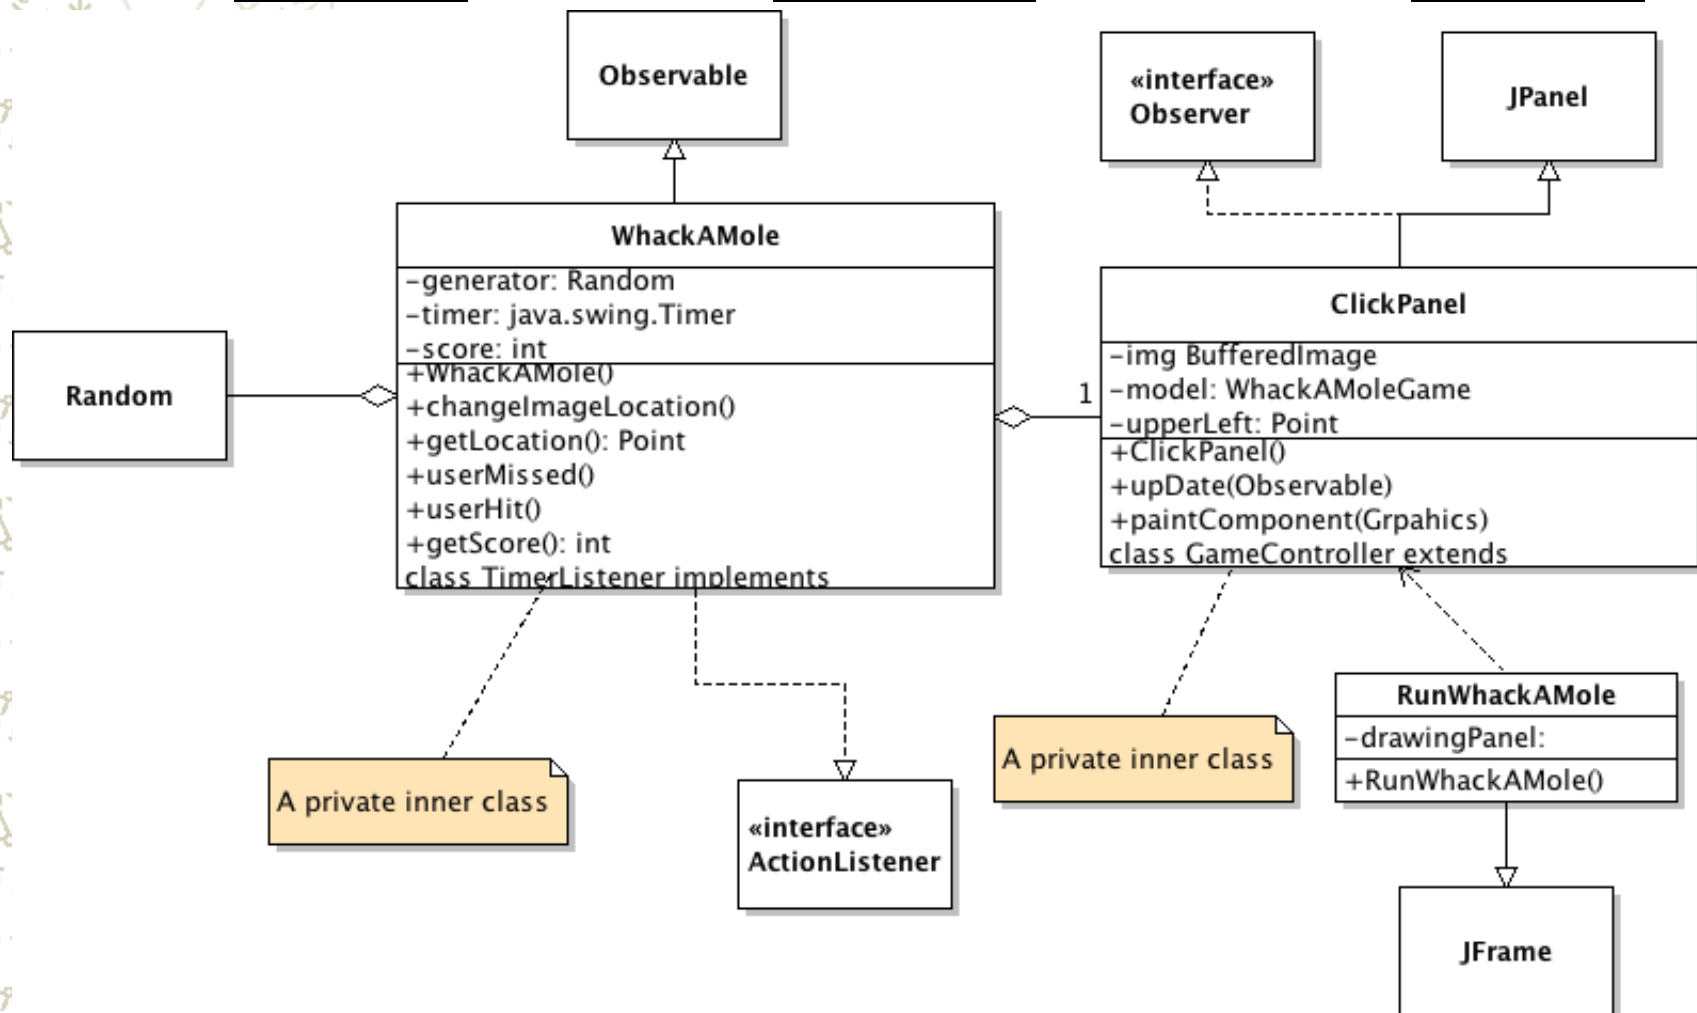 Observable
«interface»
Observer
JPanel
WhackAMole
-generator: Random
-timer: java.swing.Timer
-score: int
+WhackAMole()
+changeImageLocation()
+getLocation(): Point
+userMissed()
+userHit()
+getScore(): int
class TimerListener implements
Random
1
ClickPanel
-img BufferedImage
-model: WhackAMoleGame
-upperLeft: Point
+ClickPanel()
+upDate(Observable)
+paintComponent(Grpahics)
class GameController extends
A private inner class
«interface»
ActionListener
A private inner class
RunWhackAMole
-drawingPanel:
+RunWhackAMole()
JFrame